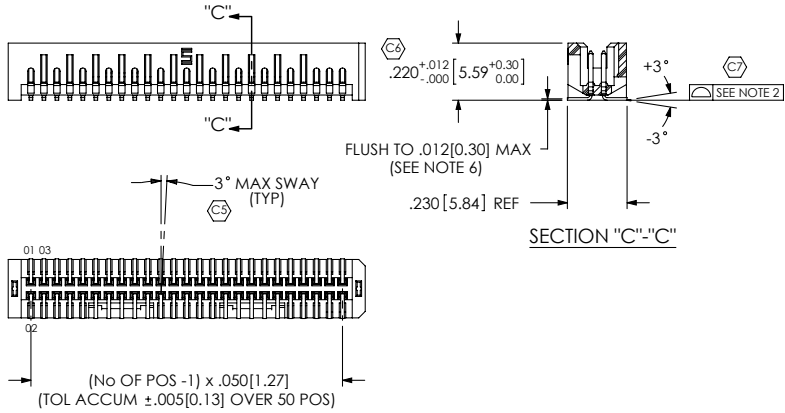 "C"
"C"
C6
.220 +.012 -.000 [5.59 +0.30 0.00]
+3°
C7
SEE NOTE 2
-3°
FLUSH TO .012[0.30] MAX
(SEE NOTE 6)
.230 [5.84] REF
SECTION "C"-"C"
3° MAX SWAY
(TYP)
C5
01 03
02
(No OF POS -1) x .050[1.27]
(TOL ACCUM ±.005[0.13] OVER 50 POS)